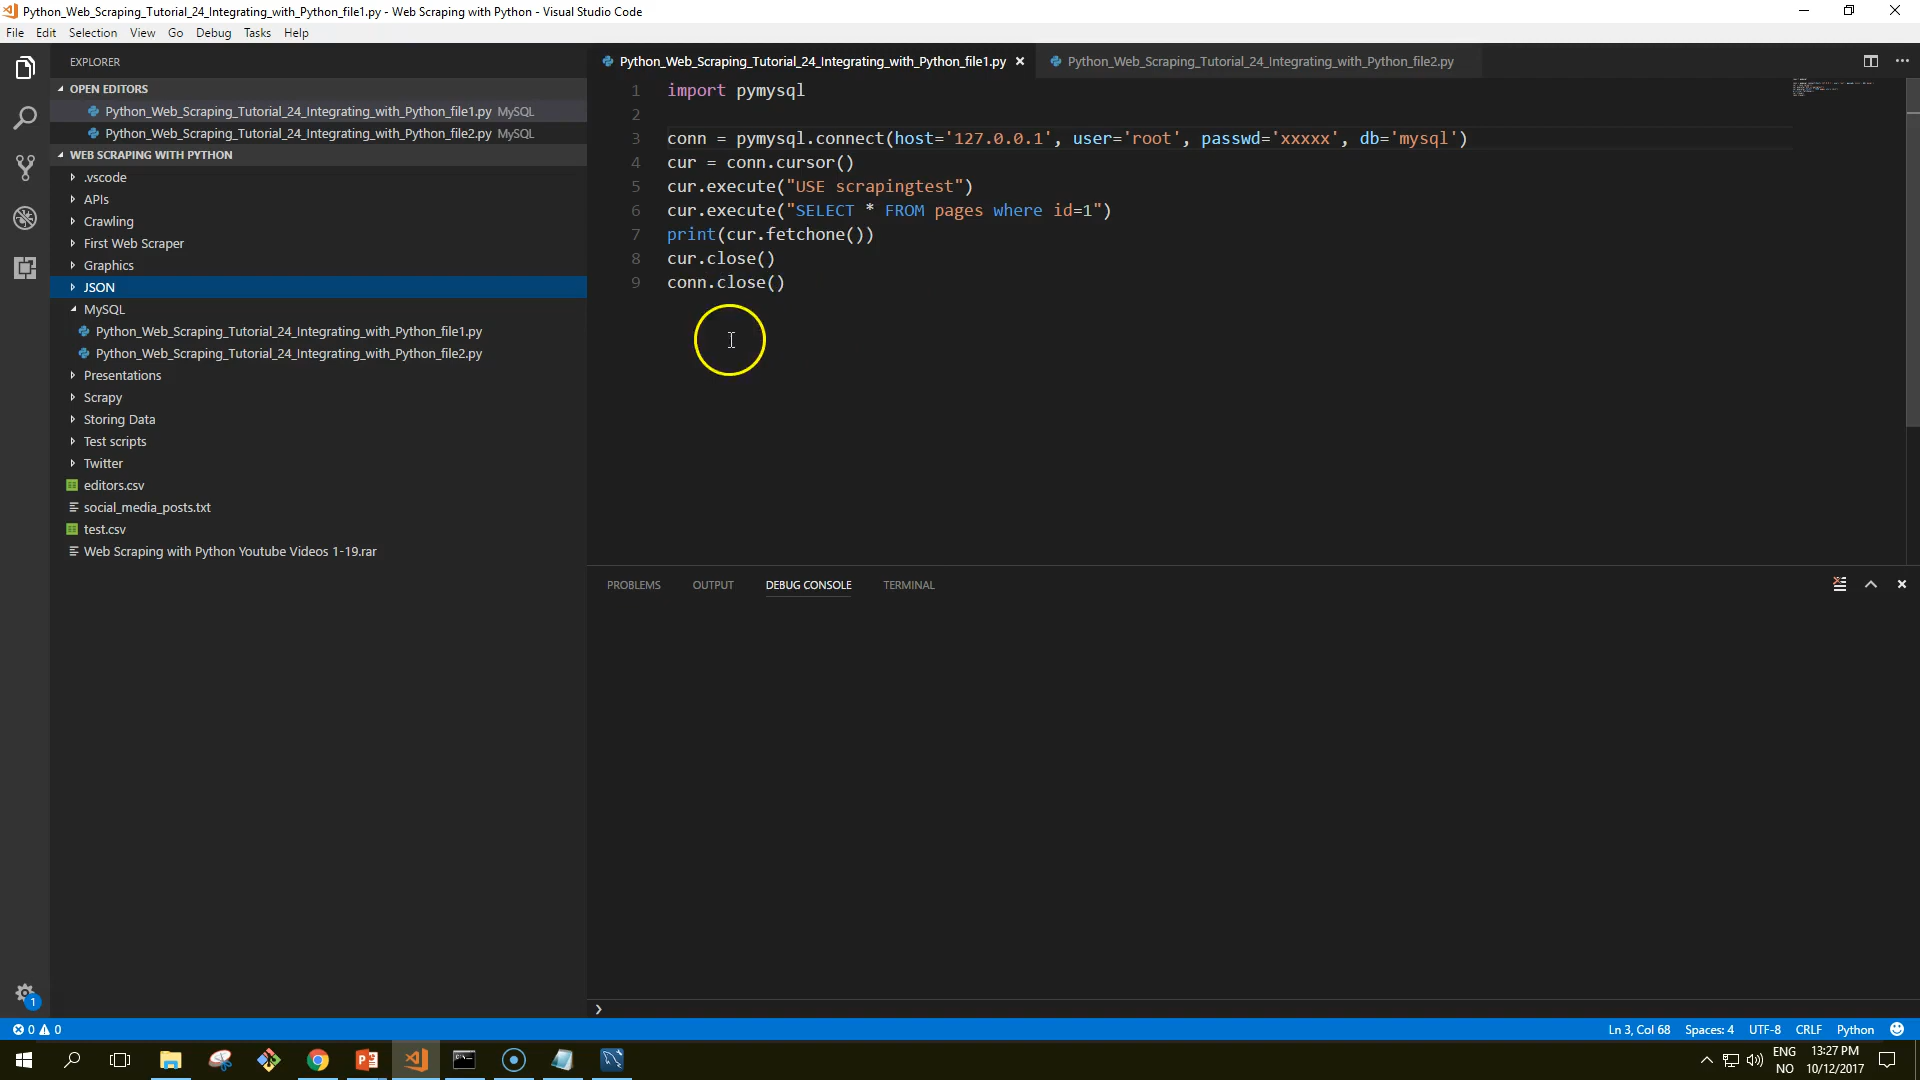 Python_Web_Scraping_Tutorial_24_Integrating_with_Python_file1.py - Web Scraping with Python - Visual Studio Code
File Edit Selection View Go Debug Tasks Help
EXPLORER
OPEN EDITORS
Python_Web_Scraping_Tutorial_24_Integrating_with_Python_file1.py MySQL
Python_Web_Scraping_Tutorial_24_Integrating_with_Python_file2.py MySQL
WEB SCRAPING WITH PYTHON
.vscode
APIs
Crawling
First Web Scraper
Graphics
JSON
MySQL
Python_Web_Scraping_Tutorial_24_Integrating_with_Python_file1.py
Python_Web_Scraping_Tutorial_24_Integrating_with_Python_file2.py
Presentations
Scrapy
Storing Data
Test scripts
Twitter
editors.csv
social_media_posts.txt
test.csv
Web Scraping with Python Youtube Videos 1-19.rar
1
Python_Web_Scraping_Tutorial_24_Integrating_with_Python_file1.py Python_Web_Scraping_Tutorial_24_Integrating_with_Python_file2.py
1 import pymysql
2
3 conn = pymysql.connect(host='127.0.0.1', user='root', passwd='xxxxx', db='mysql')
4 cur = conn.cursor()
5 cur.execute("USE scrapingtest")
6 cur.execute("SELECT * FROM pages where id=1")
7 print(cur.fetchone())
8 cur.close()
9 conn.close()
PROBLEMS OUTPUT DEBUG CONSOLE TERMINAL
0 0 Ln 3, Col 68 Spaces: 4 UTF-8 CRLF Python
ENG 13:27 PM
NO 10/12/2017